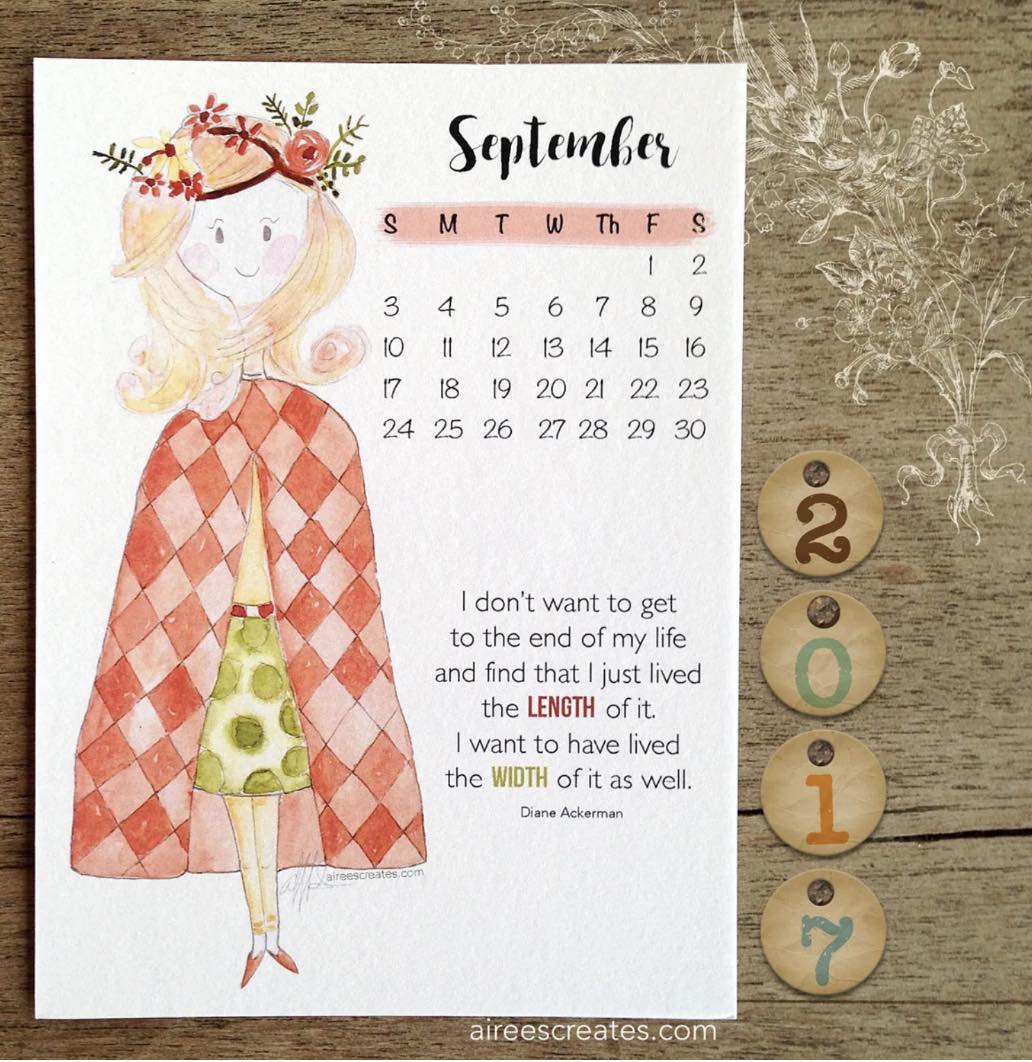 September
S M T W Th F S
1 2
3 4 5 6 7 8 9
10 11 12 13 14 15 16
17 18 19 20 21 22 23
24 25 26 27 28 29 30
I don't want to get
to the end of my life
and find that I just lived
the LENGTH of it.
I want to have lived
the WIDTH of it as well.
Diane Ackerman
aireescreates.com
2
0
1
7
aireescreates.com